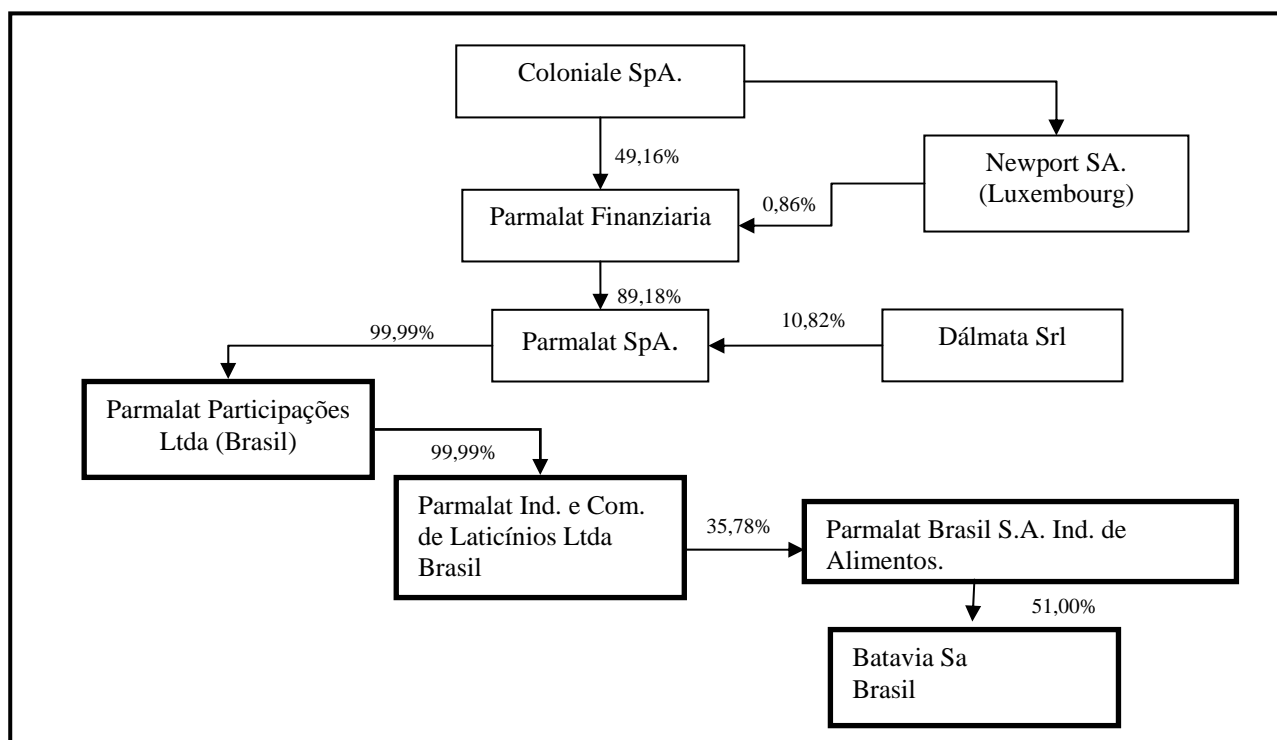 Coloniale SpA.
49,16%
Newport SA.
(Luxembourg)
0,86%
Parmalat Finanziaria
89,18%
10,82%
99,99%
Parmalat SpA.
Dálmata Srl
Parmalat Participações
Ltda (Brasil)
99,99%
Parmalat Ind. e Com.
de Laticínios Ltda
Brasil
35,78%
Parmalat Brasil S.A. Ind. de
Alimentos.
51,00%
Batavia Sa
Brasil